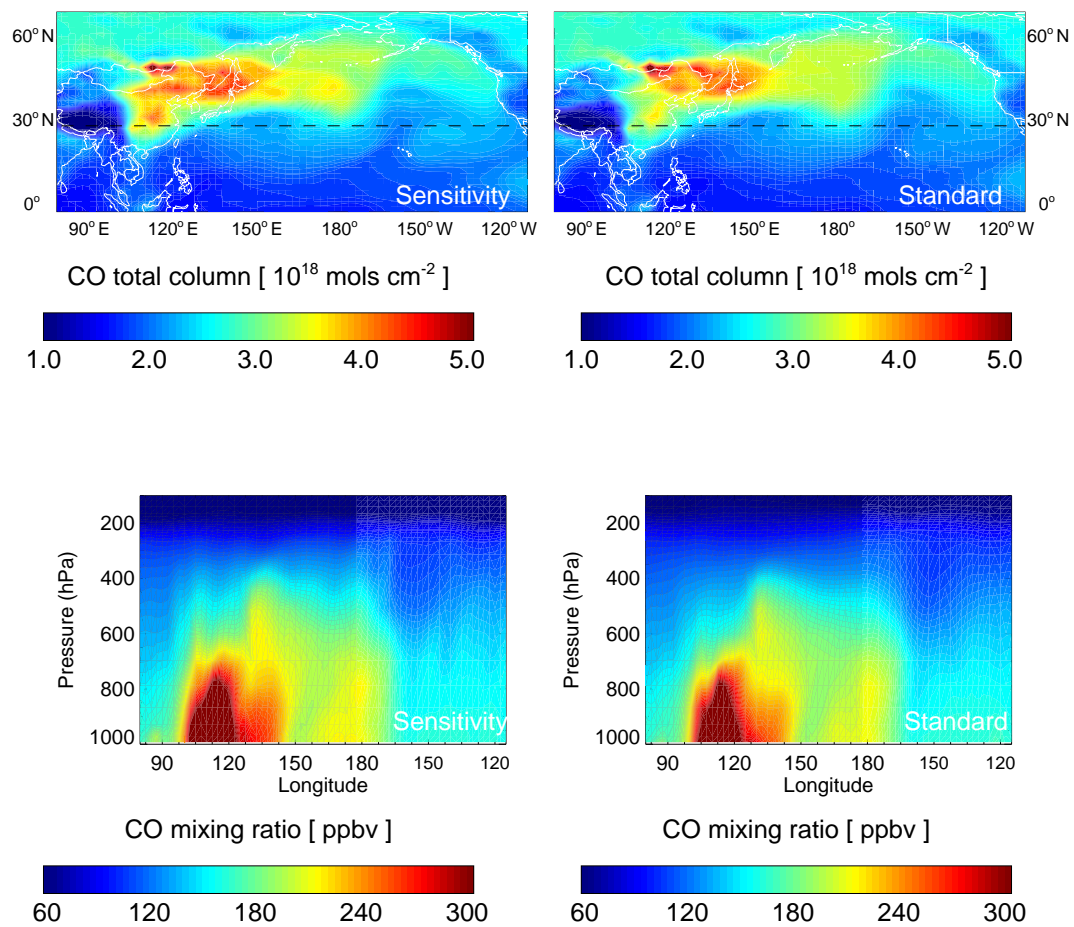 60° N
30° N
0°
Sensitivity
90° E 120° E 150° E 180° 150° W 120° W
60° N
30° N
0°
Standard
90° E 120° E 150° E 180° 150° W 120° W
CO total column [ 10¹⁸ mols cm⁻² ]
1.0 2.0 3.0 4.0 5.0
CO total column [ 10¹⁸ mols cm⁻² ]
1.0 2.0 3.0 4.0 5.0
Pressure (hPa)
200
400
600
800
1000
Sensitivity
90 120 150 180 150 120
Longitude
Pressure (hPa)
200
400
600
800
1000
Standard
90 120 150 180 150 120
Longitude
CO mixing ratio [ ppbv ]
60 120 180 240 300
CO mixing ratio [ ppbv ]
60 120 180 240 300